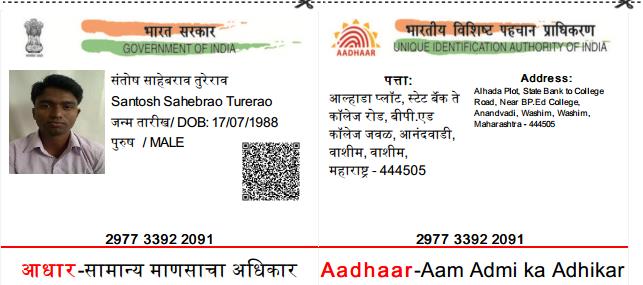 भारत सरकार
GOVERNMENT OF INDIA
संतोष साहेबराव तुरेराव
Santosh Sahebrao Turerao
जन्म तारीख/ DOB: 17/07/1988
पुरुष / MALE
2977 3392 2091
आधार-सामान्य माणसाचा अधिकार
भारतीय विशिष्ट पहचान प्राधिकरण
UNIQUE IDENTIFICATION AUTHORITY OF INDIA
AADHAAR
पत्ता:
आल्हाडा प्लॉट, स्टेट बँक ते
कॉलेज रोड, बीपी.एड
कॉलेज जवळ, आनंदवाडी,
वाशीम, वाशीम,
महाराष्ट्र - 444505
Address:
Alhada Plot, State Bank to College
Road, Near BP.Ed College,
Anandvadi, Washim, Washim,
Maharashtra - 444505
2977 3392 2091
Aadhaar-Aam Admi ka Adhikar